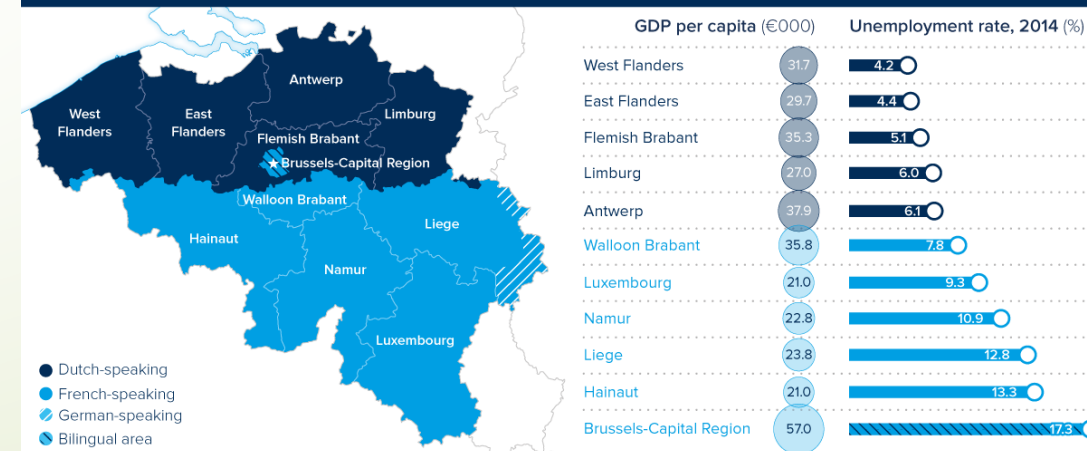 GDP per capita (€000) Unemployment rate, 2014 (%)
West Flanders 31.7 4.2
East Flanders 29.7 4.4
Flemish Brabant 35.3 5.1
Limburg 27.0 6.0
Antwerp 37.9 6.1
Walloon Brabant 35.8 7.8
Luxembourg 21.0 9.3
Namur 22.8 10.9
Liege 23.8 12.8
Hainaut 21.0 13.3
Brussels-Capital Region 57.0 17.3
Antwerp
West
Flanders
East
Flanders
Limburg
Flemish Brabant
Brussels-Capital Region
Walloon Brabant
Liege
Hainaut
Namur
Luxembourg
Dutch-speaking
French-speaking
German-speaking
Bilingual area